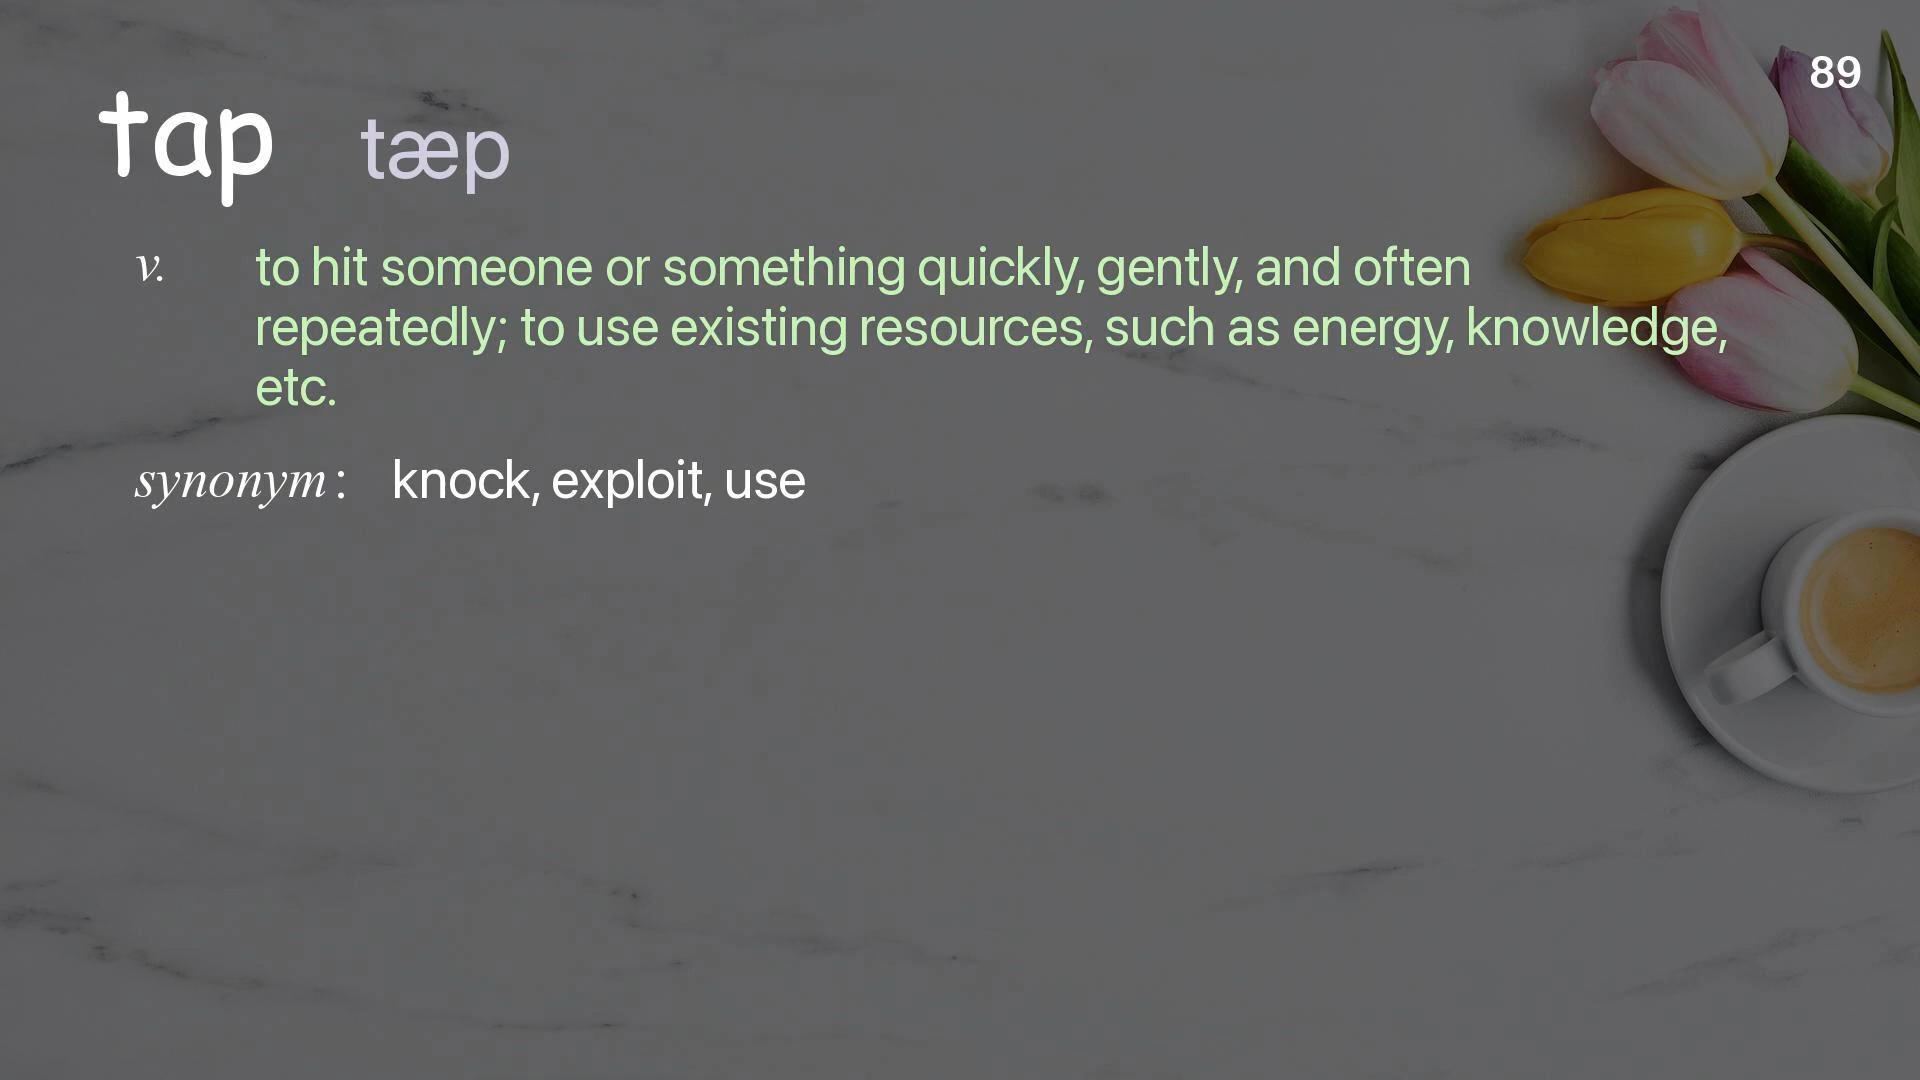 89
tap tæp
v. to hit someone or something quickly, gently, and often
repeatedly; to use existing resources, such as energy, knowledge,
etc.
synonym : knock, exploit, use